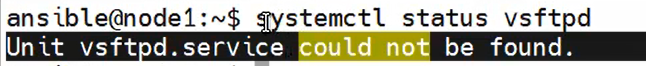 ansible@node1:~$ systemctl status vsftpd
Unit vsftpd.service could not be found.